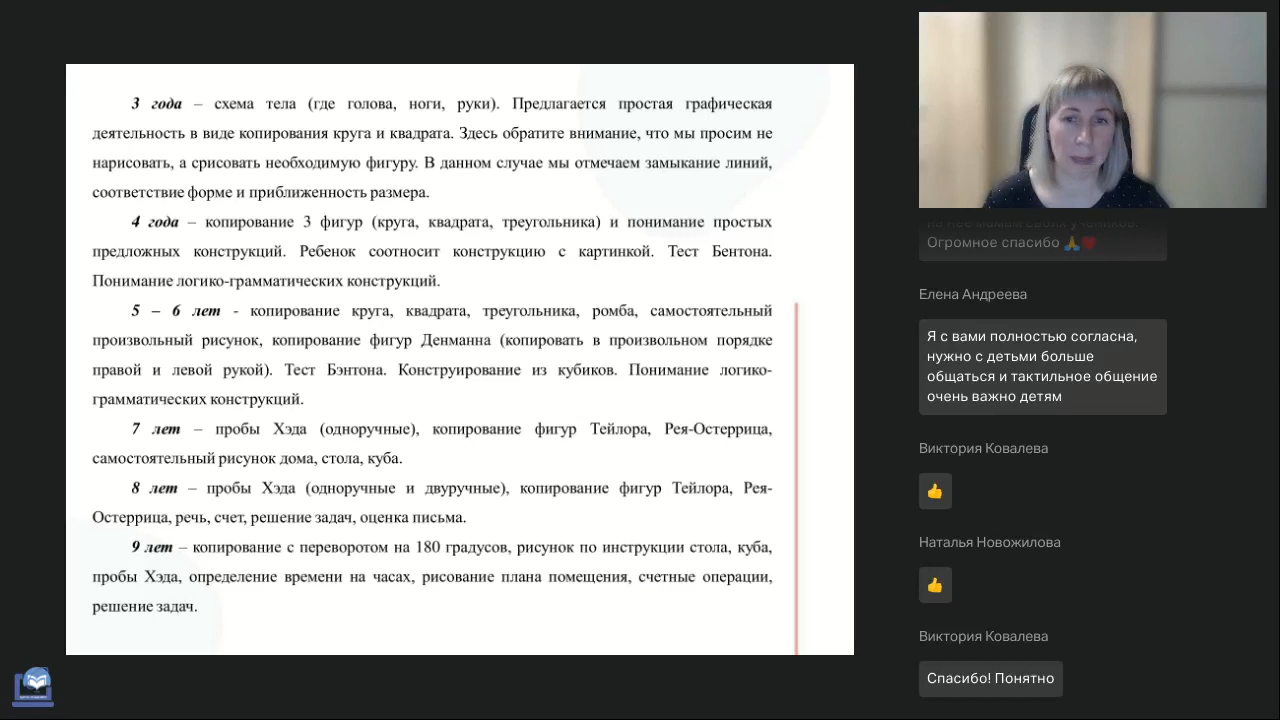 3 года – схема тела (где голова, ноги, руки). Предлагается простая графическая
деятельность в виде копирования круга и квадрата. Здесь обратите внимание, что мы просим не
нарисовать, а срисовать необходимую фигуру. В данном случае мы отмечаем замыкание линий,
соответствие форме и приближенность размера.
4 года – копирование 3 фигур (круга, квадрата, треугольника) и понимание простых
предложных конструкций. Ребенок соотносит конструкцию с картинкой. Тест Бентона.
Понимание логико-грамматических конструкций.
5 – 6 лет - копирование круга, квадрата, треугольника, ромба, самостоятельный
произвольный рисунок, копирование фигур Денманна (копировать в произвольном порядке
правой и левой рукой). Тест Бэнтона. Конструирование из кубиков. Понимание логико-
грамматических конструкций.
7 лет – пробы Хэда (одноручные), копирование фигур Тейлора, Рея-Остеррица,
самостоятельный рисунок дома, стола, куба.
8 лет – пробы Хэда (одноручные и двуручные), копирование фигур Тейлора, Рея-
Остеррица, речь, счет, решение задач, оценка письма.
9 лет – копирование с переворотом на 180 градусов, рисунок по инструкции стола, куба,
пробы Хэда, определение времени на часах, рисование плана помещения, счетные операции,
решение задач.
Огромное спасибо 🙏❤️
Елена Андреева
Я с вами полностью согласна,
нужно с детьми больше
общаться и тактильное общение
очень важно детям
Виктория Ковалева
👍
Наталья Новожилова
👍
Виктория Ковалева
Спасибо! Понятно